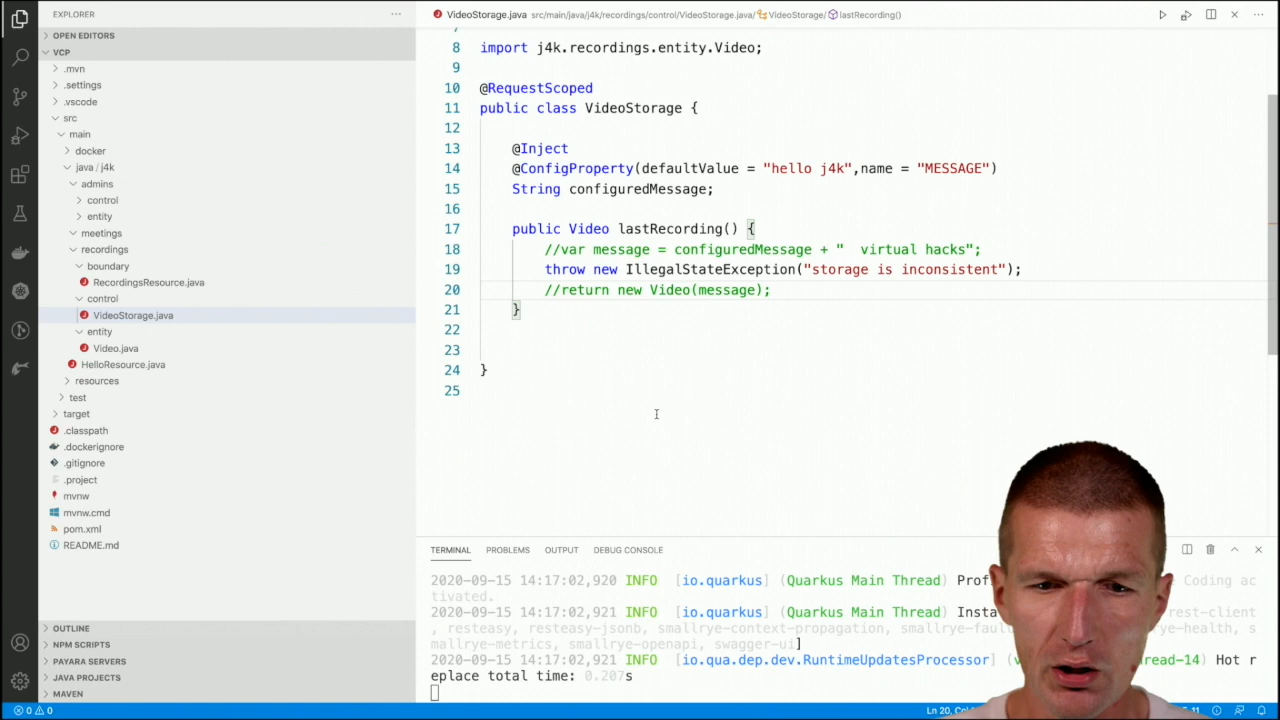 EXPLORER
VideoStorage.java src/main/java/j4k/recordings/control/VideoStorage.java/ VideoStorage/ lastRecording()
OPEN EDITORS
VCP
.mvn
.settings
.vscode
src
main
docker
java / j4k
admins
control
entity
meetings
recordings
boundary
RecordingsResource.java
control
VideoStorage.java
entity
Video.java
HelloResource.java
resources
test
target
.classpath
.dockerignore
.gitignore
.project
mvnw
mvnw.cmd
pom.xml
README.md
OUTLINE
NPM SCRIPTS
PAYARA SERVERS
JAVA PROJECTS
MAVEN
8 import j4k.recordings.entity.Video;
9
10 @RequestScoped
11 public class VideoStorage {
12
13 @Inject
14 @ConfigProperty(defaultValue = "hello j4k",name = "MESSAGE")
15 String configuredMessage;
16
17 public Video lastRecording() {
18 //var message = configuredMessage + "  virtual hacks";
19 throw new IllegalStateException("storage is inconsistent");
20 //return new Video(message);
21 }
22
23
24 }
25
TERMINAL PROBLEMS OUTPUT DEBUG CONSOLE
2020-09-15 14:17:02,920 INFO [io.quarkus] (Quarkus Main Thread) Coding ac
tivated.
2020-09-15 14:17:02,921 INFO [io.quarkus] (Quarkus Main Thread) rest-client
, resteasy, resteasy-jsonb, smallrye-context-propagation, s
mallrye-metrics, smallrye-openapi, swagger-ui]
2020-09-15 14:17:02,921 INFO [io.qua.dep.dev.RuntimeUpdatesProcessor] Hot r
eplace total time: 0.207s
0 0